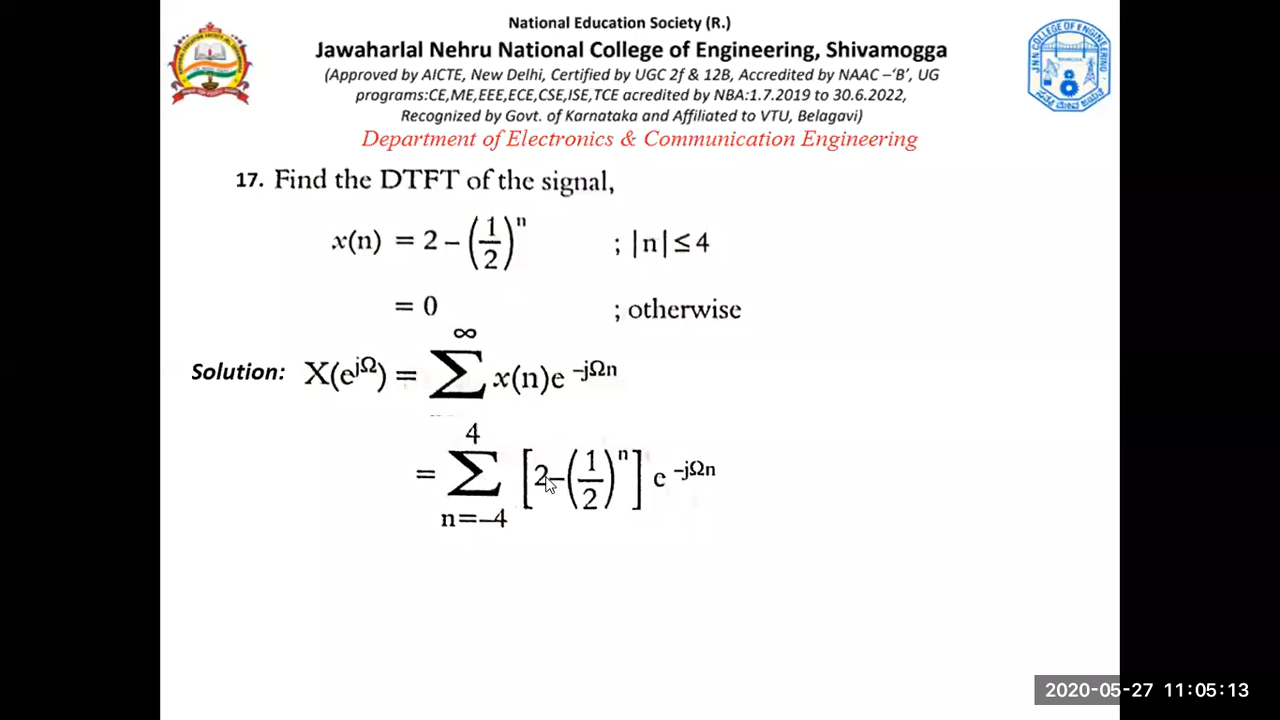 National Education Society (R.)
Jawaharlal Nehru National College of Engineering, Shivamogga
(Approved by AICTE, New Delhi, Certified by UGC 2f & 12B, Accredited by NAAC –‘B’, UG
programs:CE,ME,EEE,ECE,CSE,ISE,TCE acredited by NBA:1.7.2019 to 30.6.2022,
Recognized by Govt. of Karnataka and Affiliated to VTU, Belagavi)
Department of Electronics & Communication Engineering
17. Find the DTFT of the signal,
x(n) = 2 – (1/2)^n ; |n| ≤ 4
= 0 ; otherwise
Solution: X(e^jΩ) = ∑^∞ x(n)e^–jΩn
= ∑_{n=–4}^{4} [2–(1/2)^n] e^–jΩn
2020-05-27 11:05:13